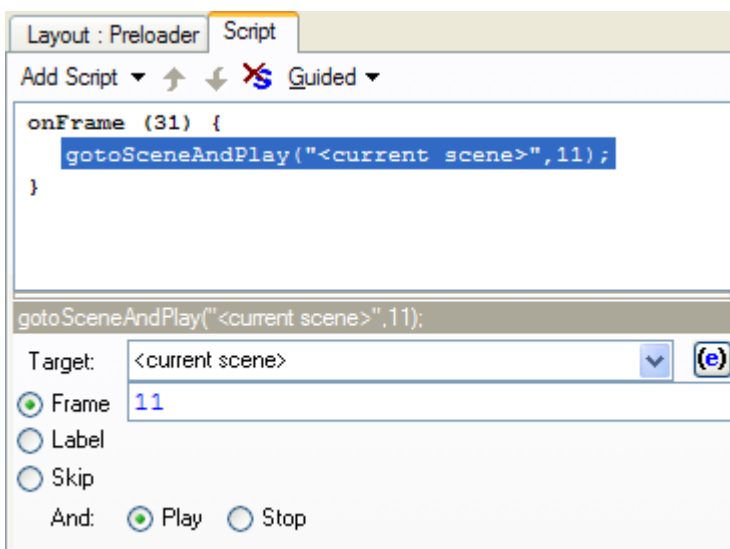 Layout : Preloader Script
Add Script Guided
onFrame (31) {
gotoSceneAndPlay("<current scene>",11);
}
gotoSceneAndPlay("<current scene>",11);
Target: <current scene> (e)
Frame 11
Label
Skip
And: Play Stop